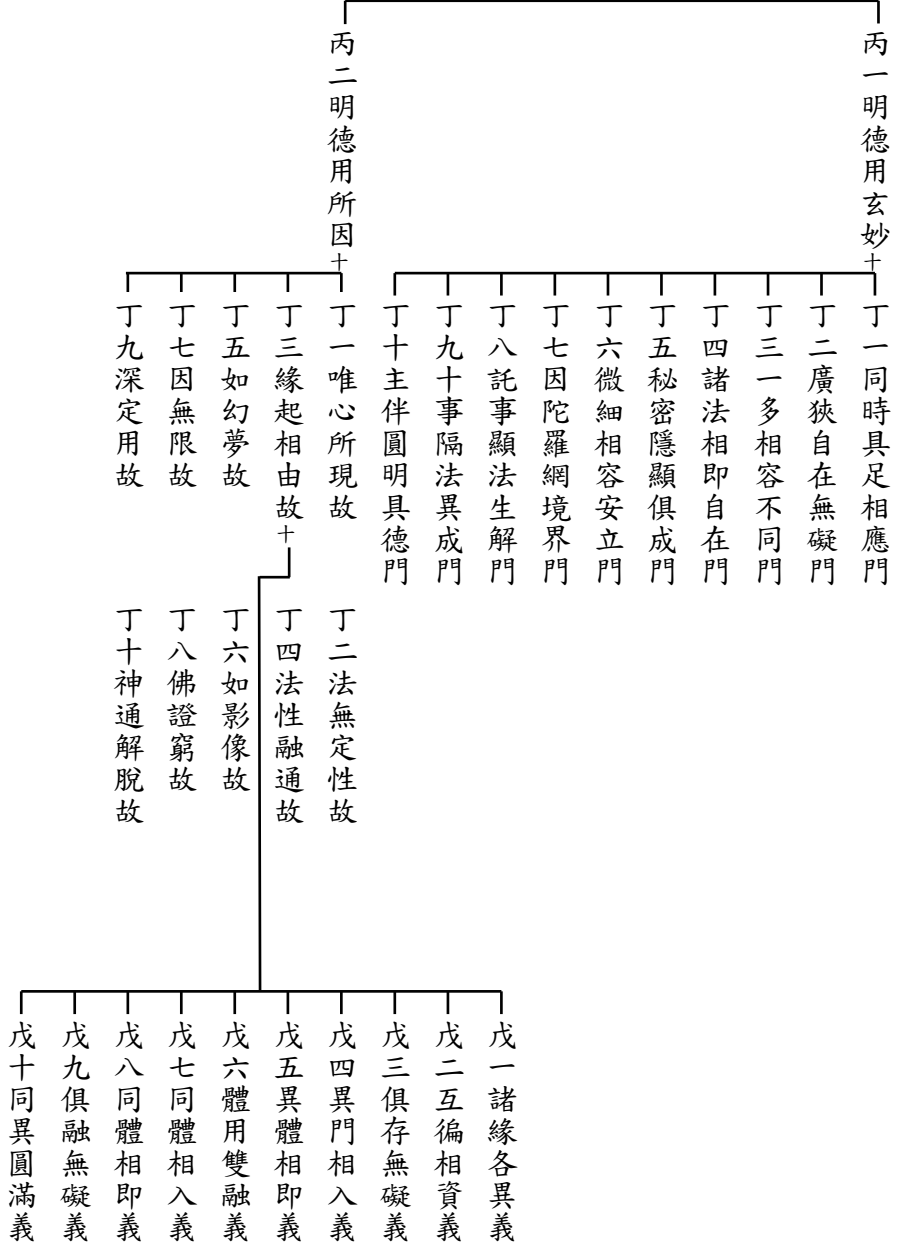 丙一明德用玄妙十
丁一同時具足相應門
丁二廣狹自在無礙門
丁三一多相容不同門
丁四諸法相即自在門
丁五秘密隱顯俱成門
丁六微細相容安立門
丁七因陀羅網境界門
丁八託事顯法生解門
丁九十事隔法異成門
丁十主伴圓明具德門
丙二明德用所因十
丁一唯心所現故
丁二法無定性故
丁三緣起相由故十
丁四法性融通故
丁五如幻夢故
丁六如影像故
丁七因無限故
丁八佛證窮故
丁九深定用故
丁十神通解脫故
戊一諸緣各異義
戊二互徧相資義
戊三俱存無礙義
戊四異門相入義
戊五異體相即義
戊六體用雙融義
戊七同體相入義
戊八同體相即義
戊九俱融無礙義
戊十同異圓滿義